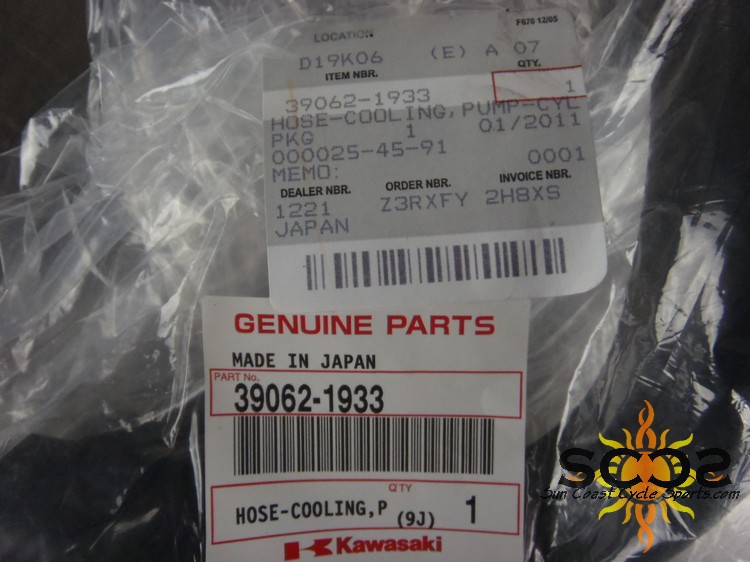 F670 12/05
LOCATION
D19K06 (E) A 07
ITEM NBR. QTY.
39062-1933 1
HOSE-COOLING,PUMP-CYL
PKG 1 01/2011
000025-45-91
MEMO: 0001
DEALER NBR. ORDER NBR. INVOICE NBR.
1221 Z3RXFY 2H8XS
JAPAN
GENUINE PARTS
MADE IN JAPAN
PART No.
39062-1933
QTY
HOSE-COOLING,P (9J) 1
Kawasaki
SCCS
Sun Coast Cycle Sports.com